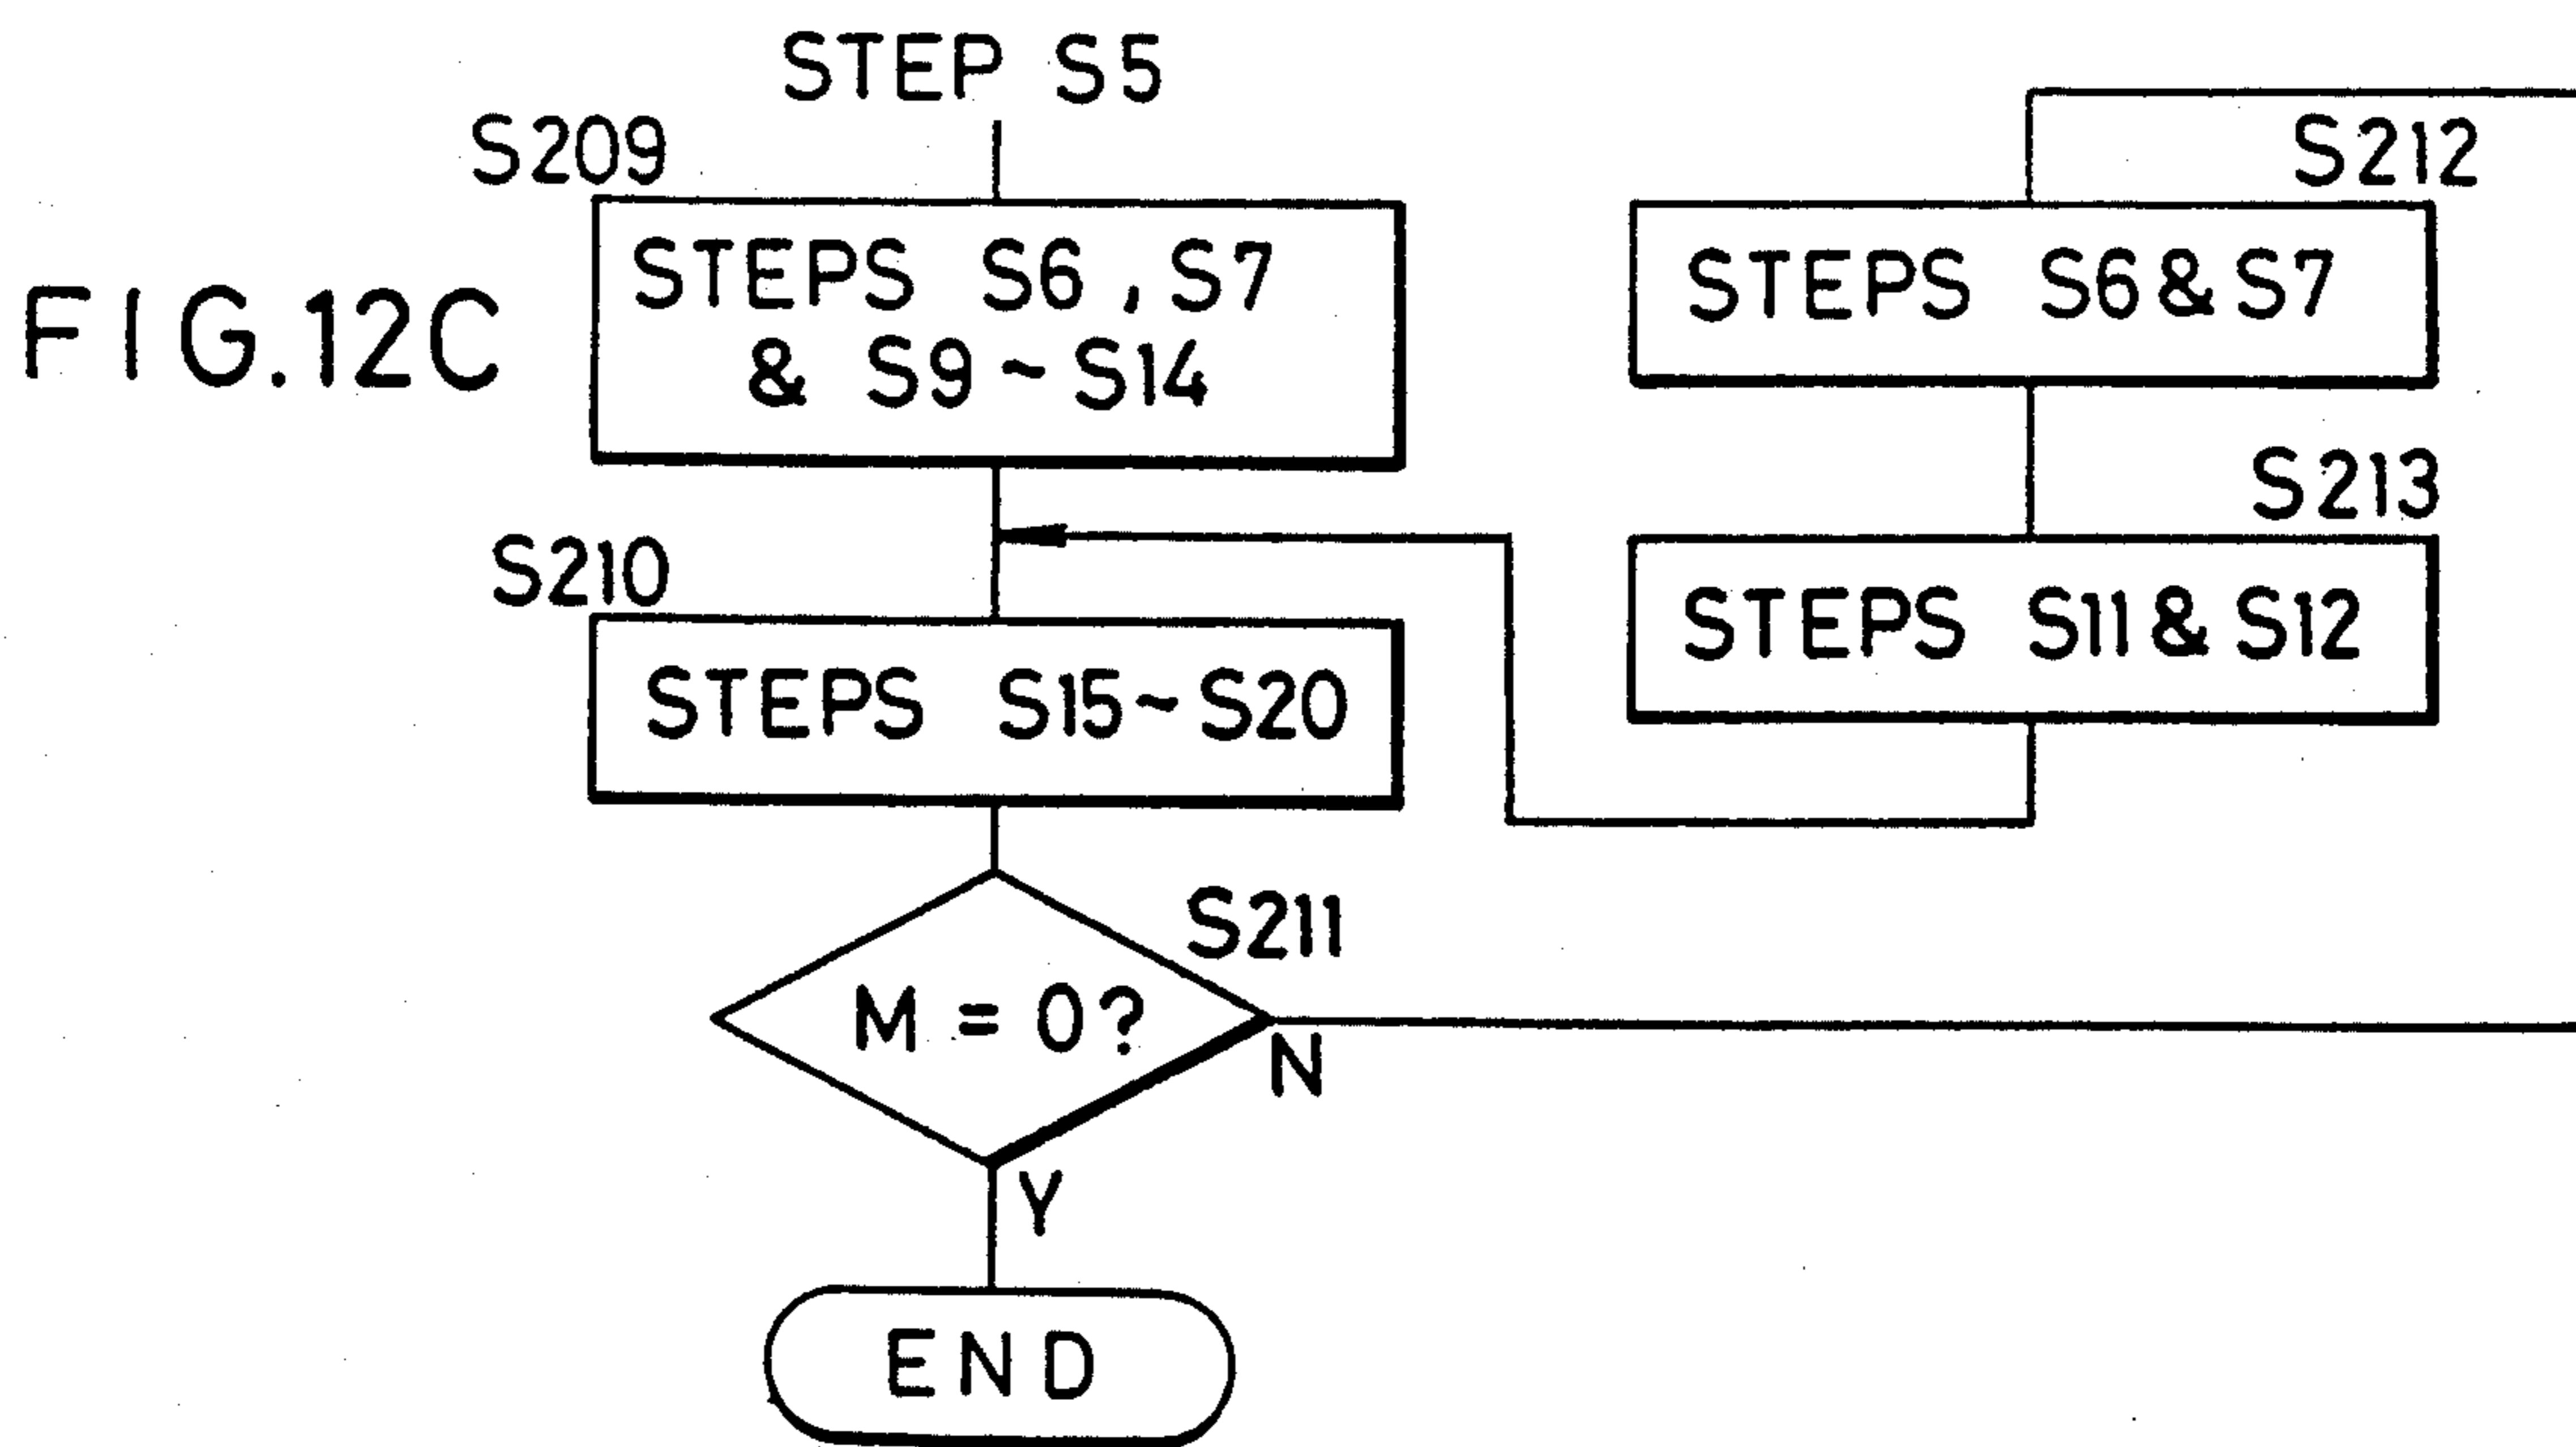 FIG.12C
STEP S5
S209
STEPS S6, S7
& S9~S14
S210
STEPS S15~S20
S211
M = 0?
N
Y
END
S212
STEPS S6 & S7
S213
STEPS S11 & S12